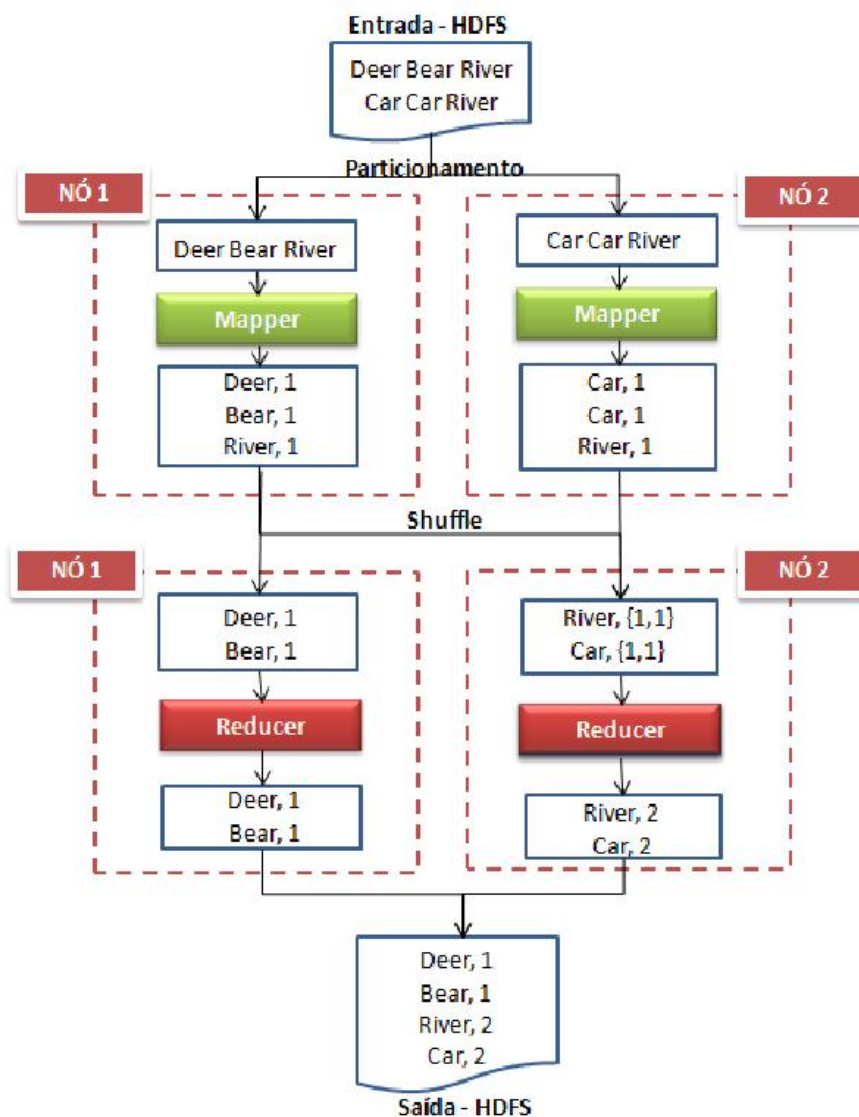 Entrada - HDFS
Deer Bear River
Car Car River
Particionamento
NÓ 1
NÓ 2
Deer Bear River
Car Car River
Mapper
Mapper
Deer, 1
Bear, 1
River, 1
Car, 1
Car, 1
River, 1
Shuffle
NÓ 1
NÓ 2
Deer, 1
Bear, 1
River, {1,1}
Car, {1,1}
Reducer
Reducer
Deer, 1
Bear, 1
River, 2
Car, 2
Deer, 1
Bear, 1
River, 2
Car, 2
Saída - HDFS